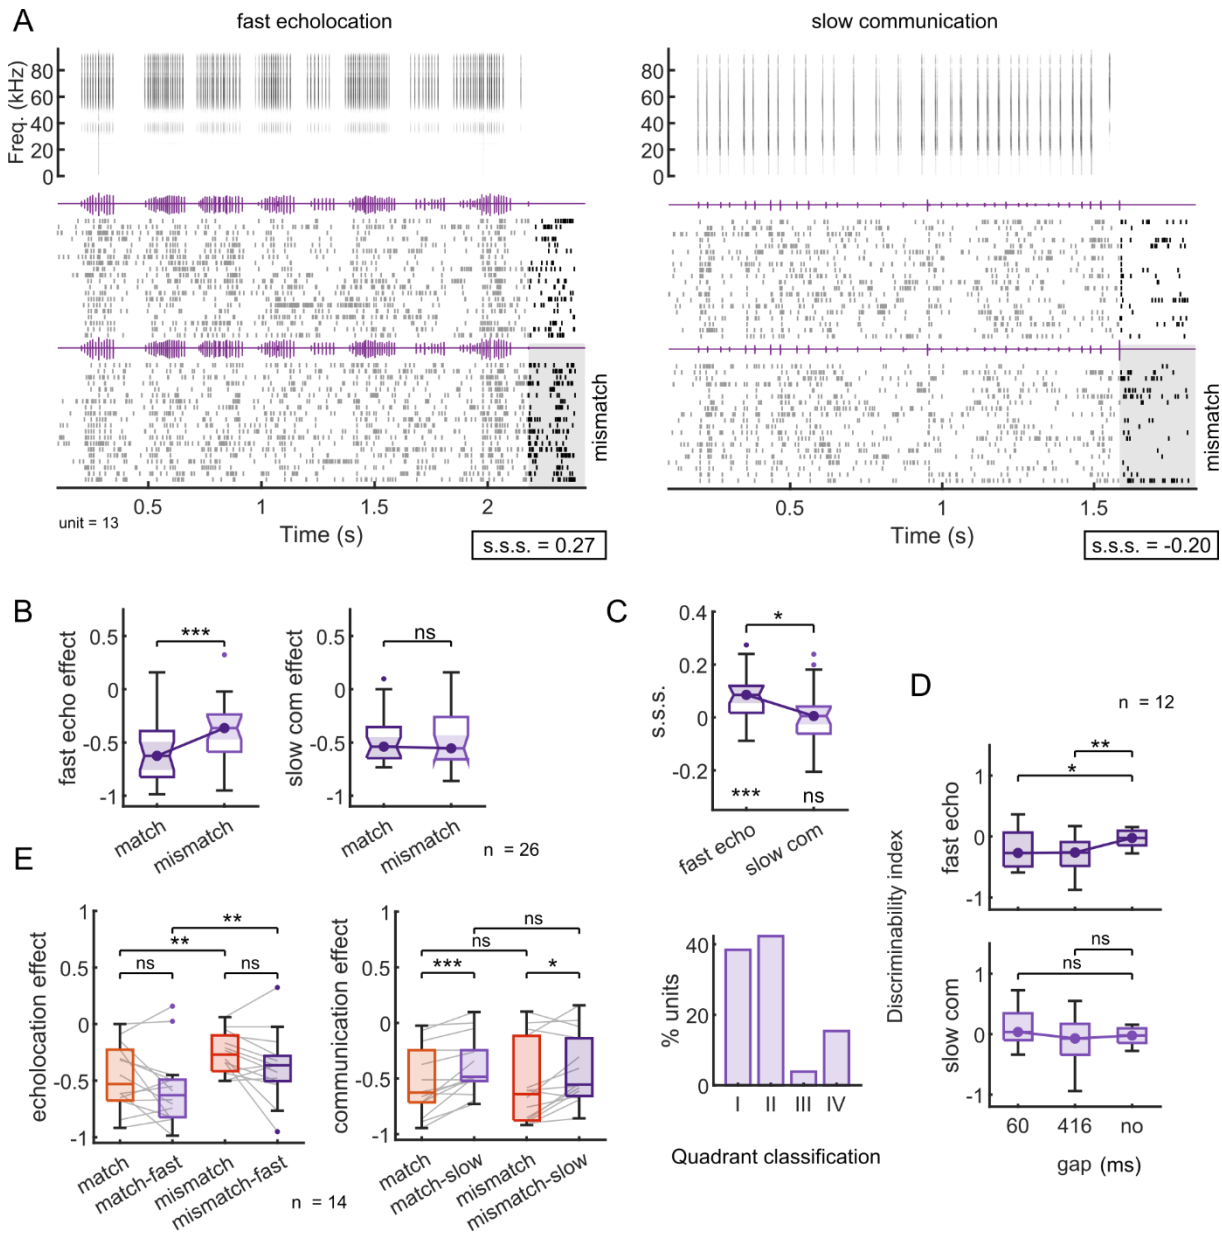 A
fast echolocation
slow communication
Freq. (kHz)
80
60
40
20
0
80
60
40
20
0
mismatch
mismatch
0.5
1
1.5
2
Time (s)
unit = 13
s.s.s. = 0.27
0.5
1
1.5
Time (s)
s.s.s. = -0.20
B
fast echo effect
0.5
0
-0.5
-1
***
match
mismatch
slow com effect
0.5
0
-0.5
-1
ns
match
mismatch
n = 26
C
s.s.s.
0.4
0.2
0
-0.2
*
***
ns
fast echo
slow com
% units
40
20
0
I
II
III
IV
Quadrant classification
D
n = 12
Discriminability index
fast echo
1
0
-1
**
*
slow com
1
0
-1
ns
ns
60
416
no
gap (ms)
E
echolocation effect
1
0.5
0
-0.5
-1
**
**
ns
ns
match
match-fast
mismatch
mismatch-fast
n = 14
communication effect
1
0.5
0
-0.5
-1
ns
ns
***
*
match
match-slow
mismatch
mismatch-slow